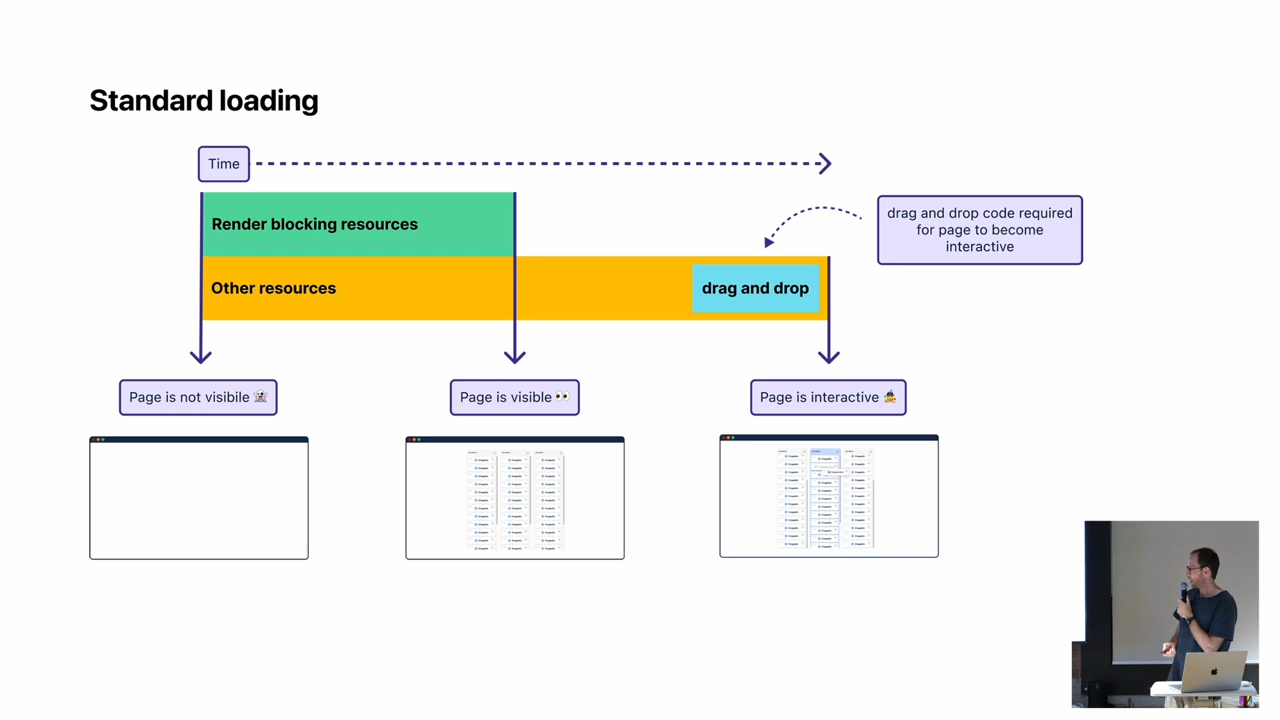 Standard loading
Time
Render blocking resources
drag and drop code required
for page to become
interactive
Other resources
drag and drop
Page is not visibile 👻
Page is visible 👀
Page is interactive